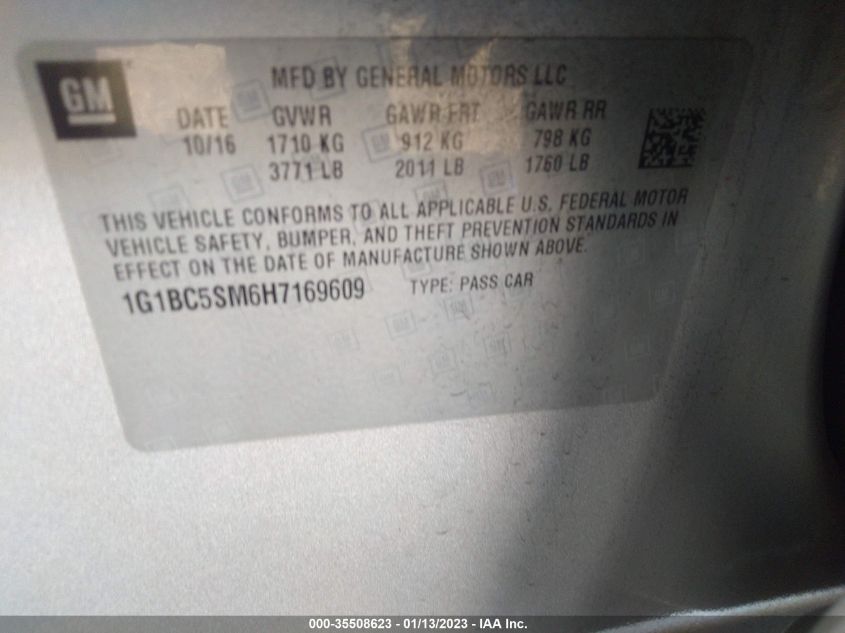 GM
MFD BY GENERAL MOTORS LLC
DATE GVWR GAWR FRT GAWR RR
10/16 1710 KG 912 KG 798 KG
3771 LB 2011 LB 1760 LB
THIS VEHICLE CONFORMS TO ALL APPLICABLE U.S. FEDERAL MOTOR
VEHICLE SAFETY, BUMPER, AND THEFT PREVENTION STANDARDS IN
EFFECT ON THE DATE OF MANUFACTURE SHOWN ABOVE.
1G1BC5SM6H7169609 TYPE: PASS CAR
000-35508623 - 01/13/2023 - IAA Inc.